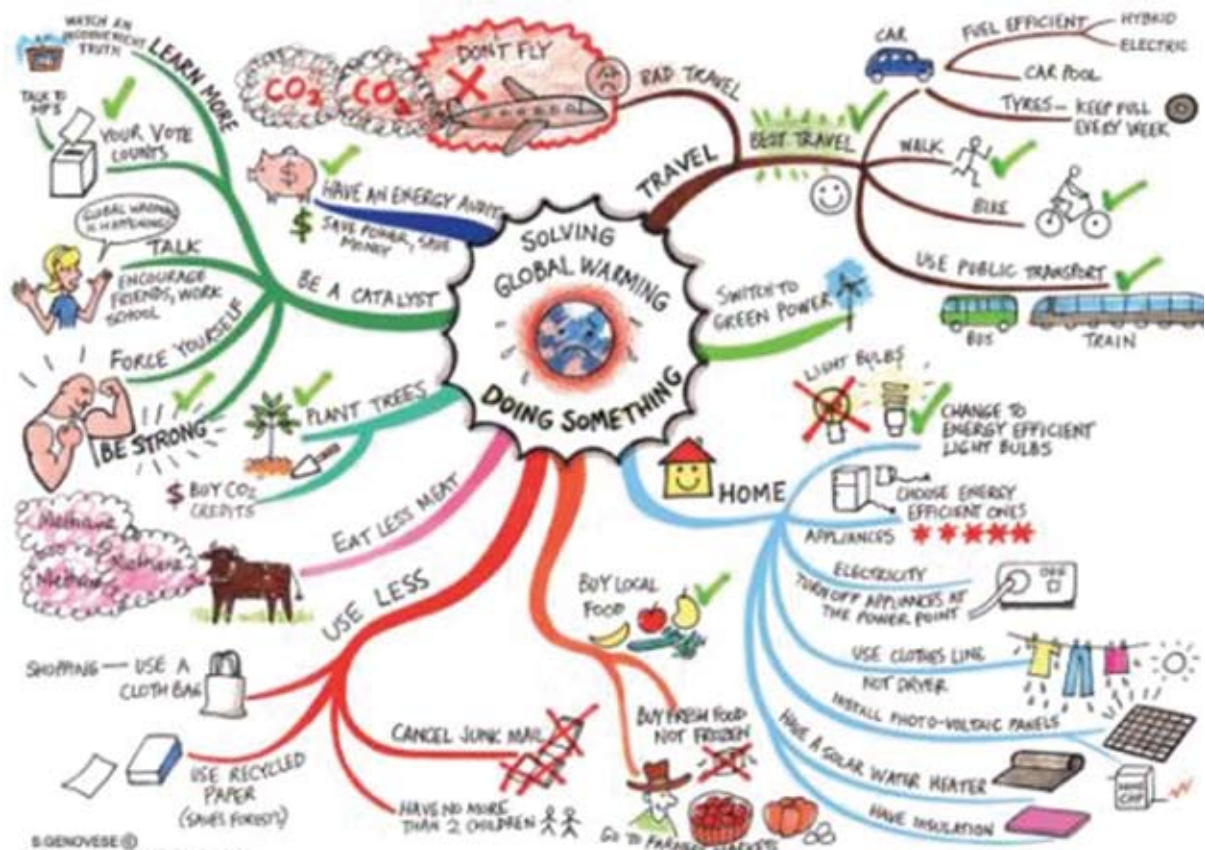 SOLVING
GLOBAL WARMING
DOING SOMETHING
TRAVEL
BAD TRAVEL
DON'T FLY
CO2
CO2
BEST TRAVEL
CAR
FUEL EFFICIENT
HYBRID
ELECTRIC
CAR POOL
TYRES – KEEP FULL
EVERY WEEK
WALK
BIKE
USE PUBLIC TRANSPORT
BUS
TRAIN
SWITCH TO
GREEN POWER
HOME
LIGHT BULBS
CHANGE TO
ENERGY EFFICIENT
LIGHT BULBS
CHOOSE ENERGY
EFFICIENT ONES
APPLIANCES
ELECTRICITY
TURN OFF APPLIANCES AT
THE POWER POINT
OFF
USE CLOTHES LINE
NOT DRYER
INSTALL PHOTO-VOLTAIC PANELS
HAVE A SOLAR WATER HEATER
HAVE INSULATION
BUY LOCAL
FOOD
BUY FRESH FOOD
NOT FROZEN
GO TO FARMERS MARKETS
USE LESS
SHOPPING — USE A
CLOTH BAG
USE RECYCLED
PAPER
(SAVES FORESTS)
CANCEL JUNK MAIL
HAVE NO MORE
THAN 2 CHILDREN
EAT LESS MEAT
Methane
Methane
Methane
PLANT TREES
$ BUY CO2
CREDITS
BE A CATALYST
LEARN MORE
WATCH AN
INCONVENIENT
TRUTH
TALK TO
MPS
YOUR VOTE
COUNTS
GLOBAL WARMING
IS HAPPENING!
TALK
ENCOURAGE
FRIENDS, WORK
SCHOOL
FORCE YOURSELF
BE STRONG
HAVE AN ENERGY AUDIT
$ SAVE POWER, SAVE
MONEY
$
S.GENOVESE ©